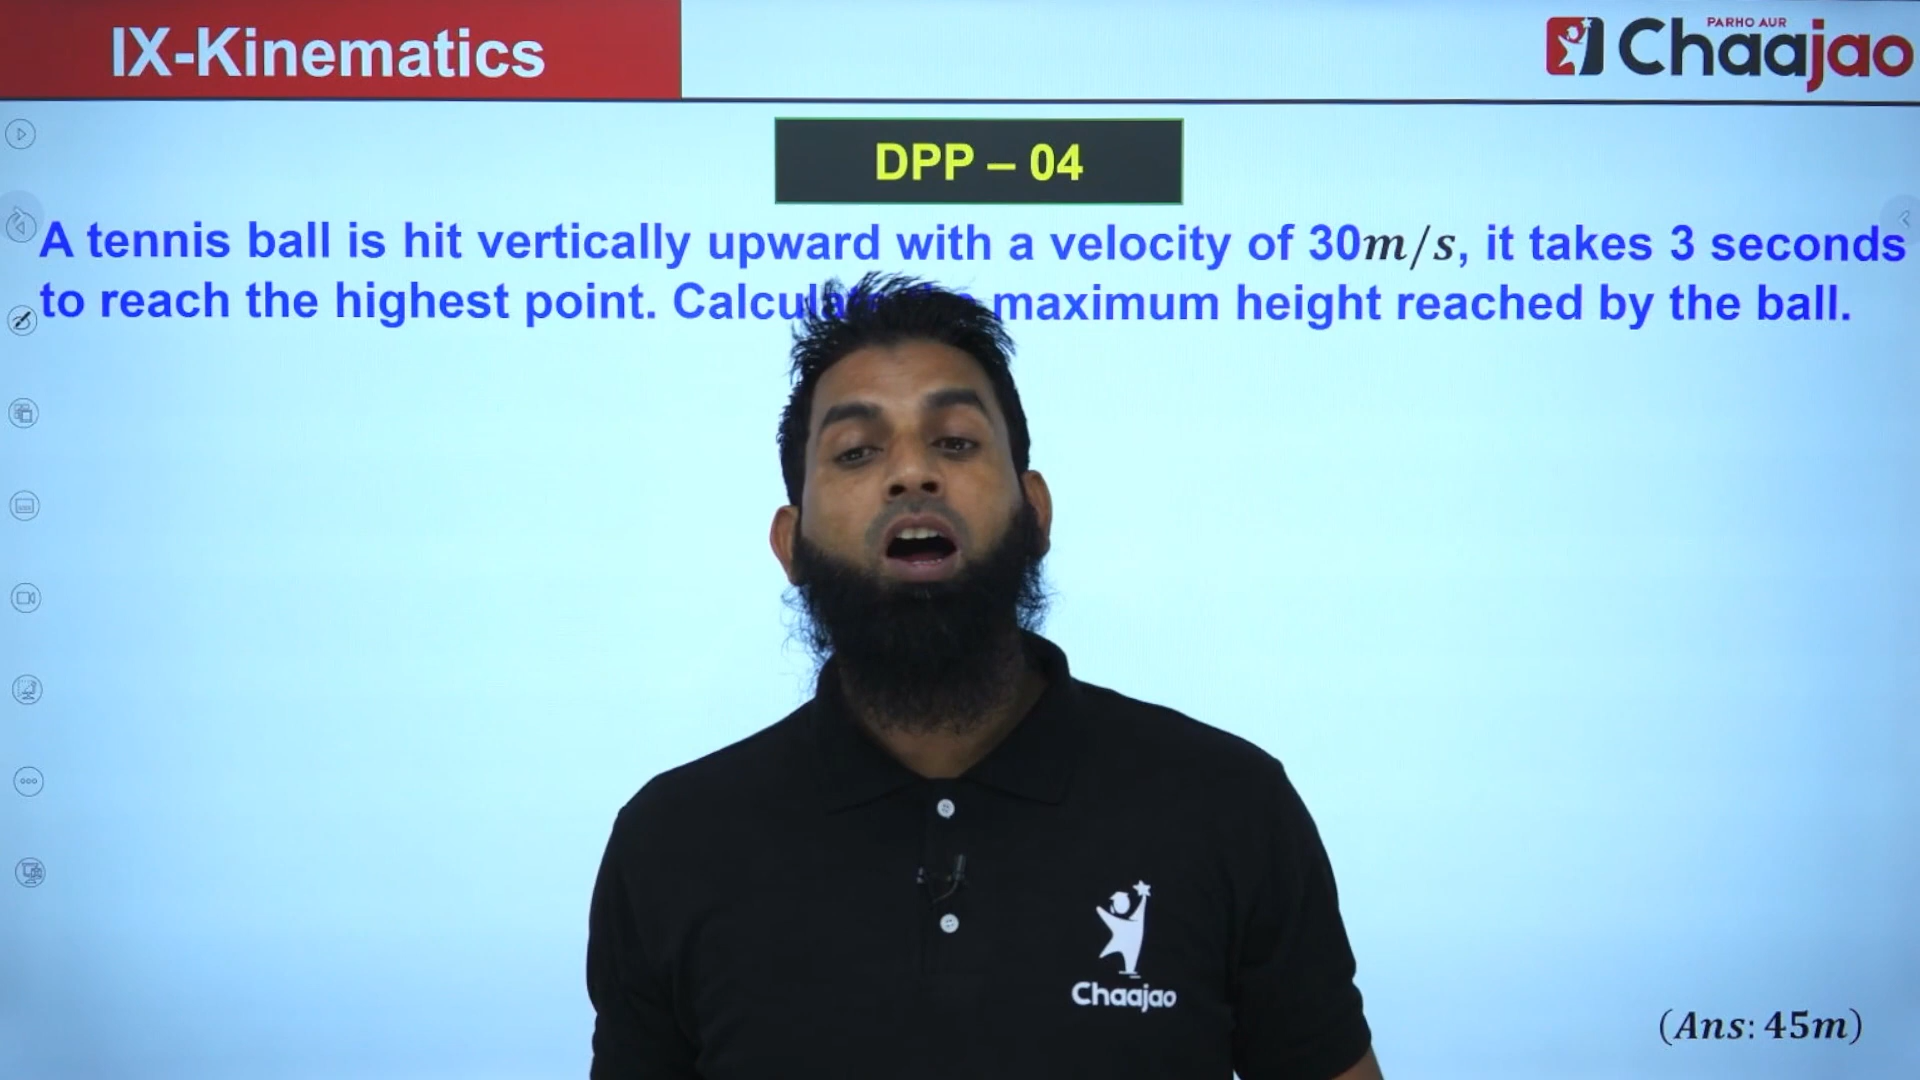 IX-Kinematics
PARHO AUR
Chaajao
DPP – 04
A tennis ball is hit vertically upward with a velocity of 30m/s, it takes 3 seconds
to reach the highest point. maximum height reached by the ball.
Chaajao
(Ans: 45m)